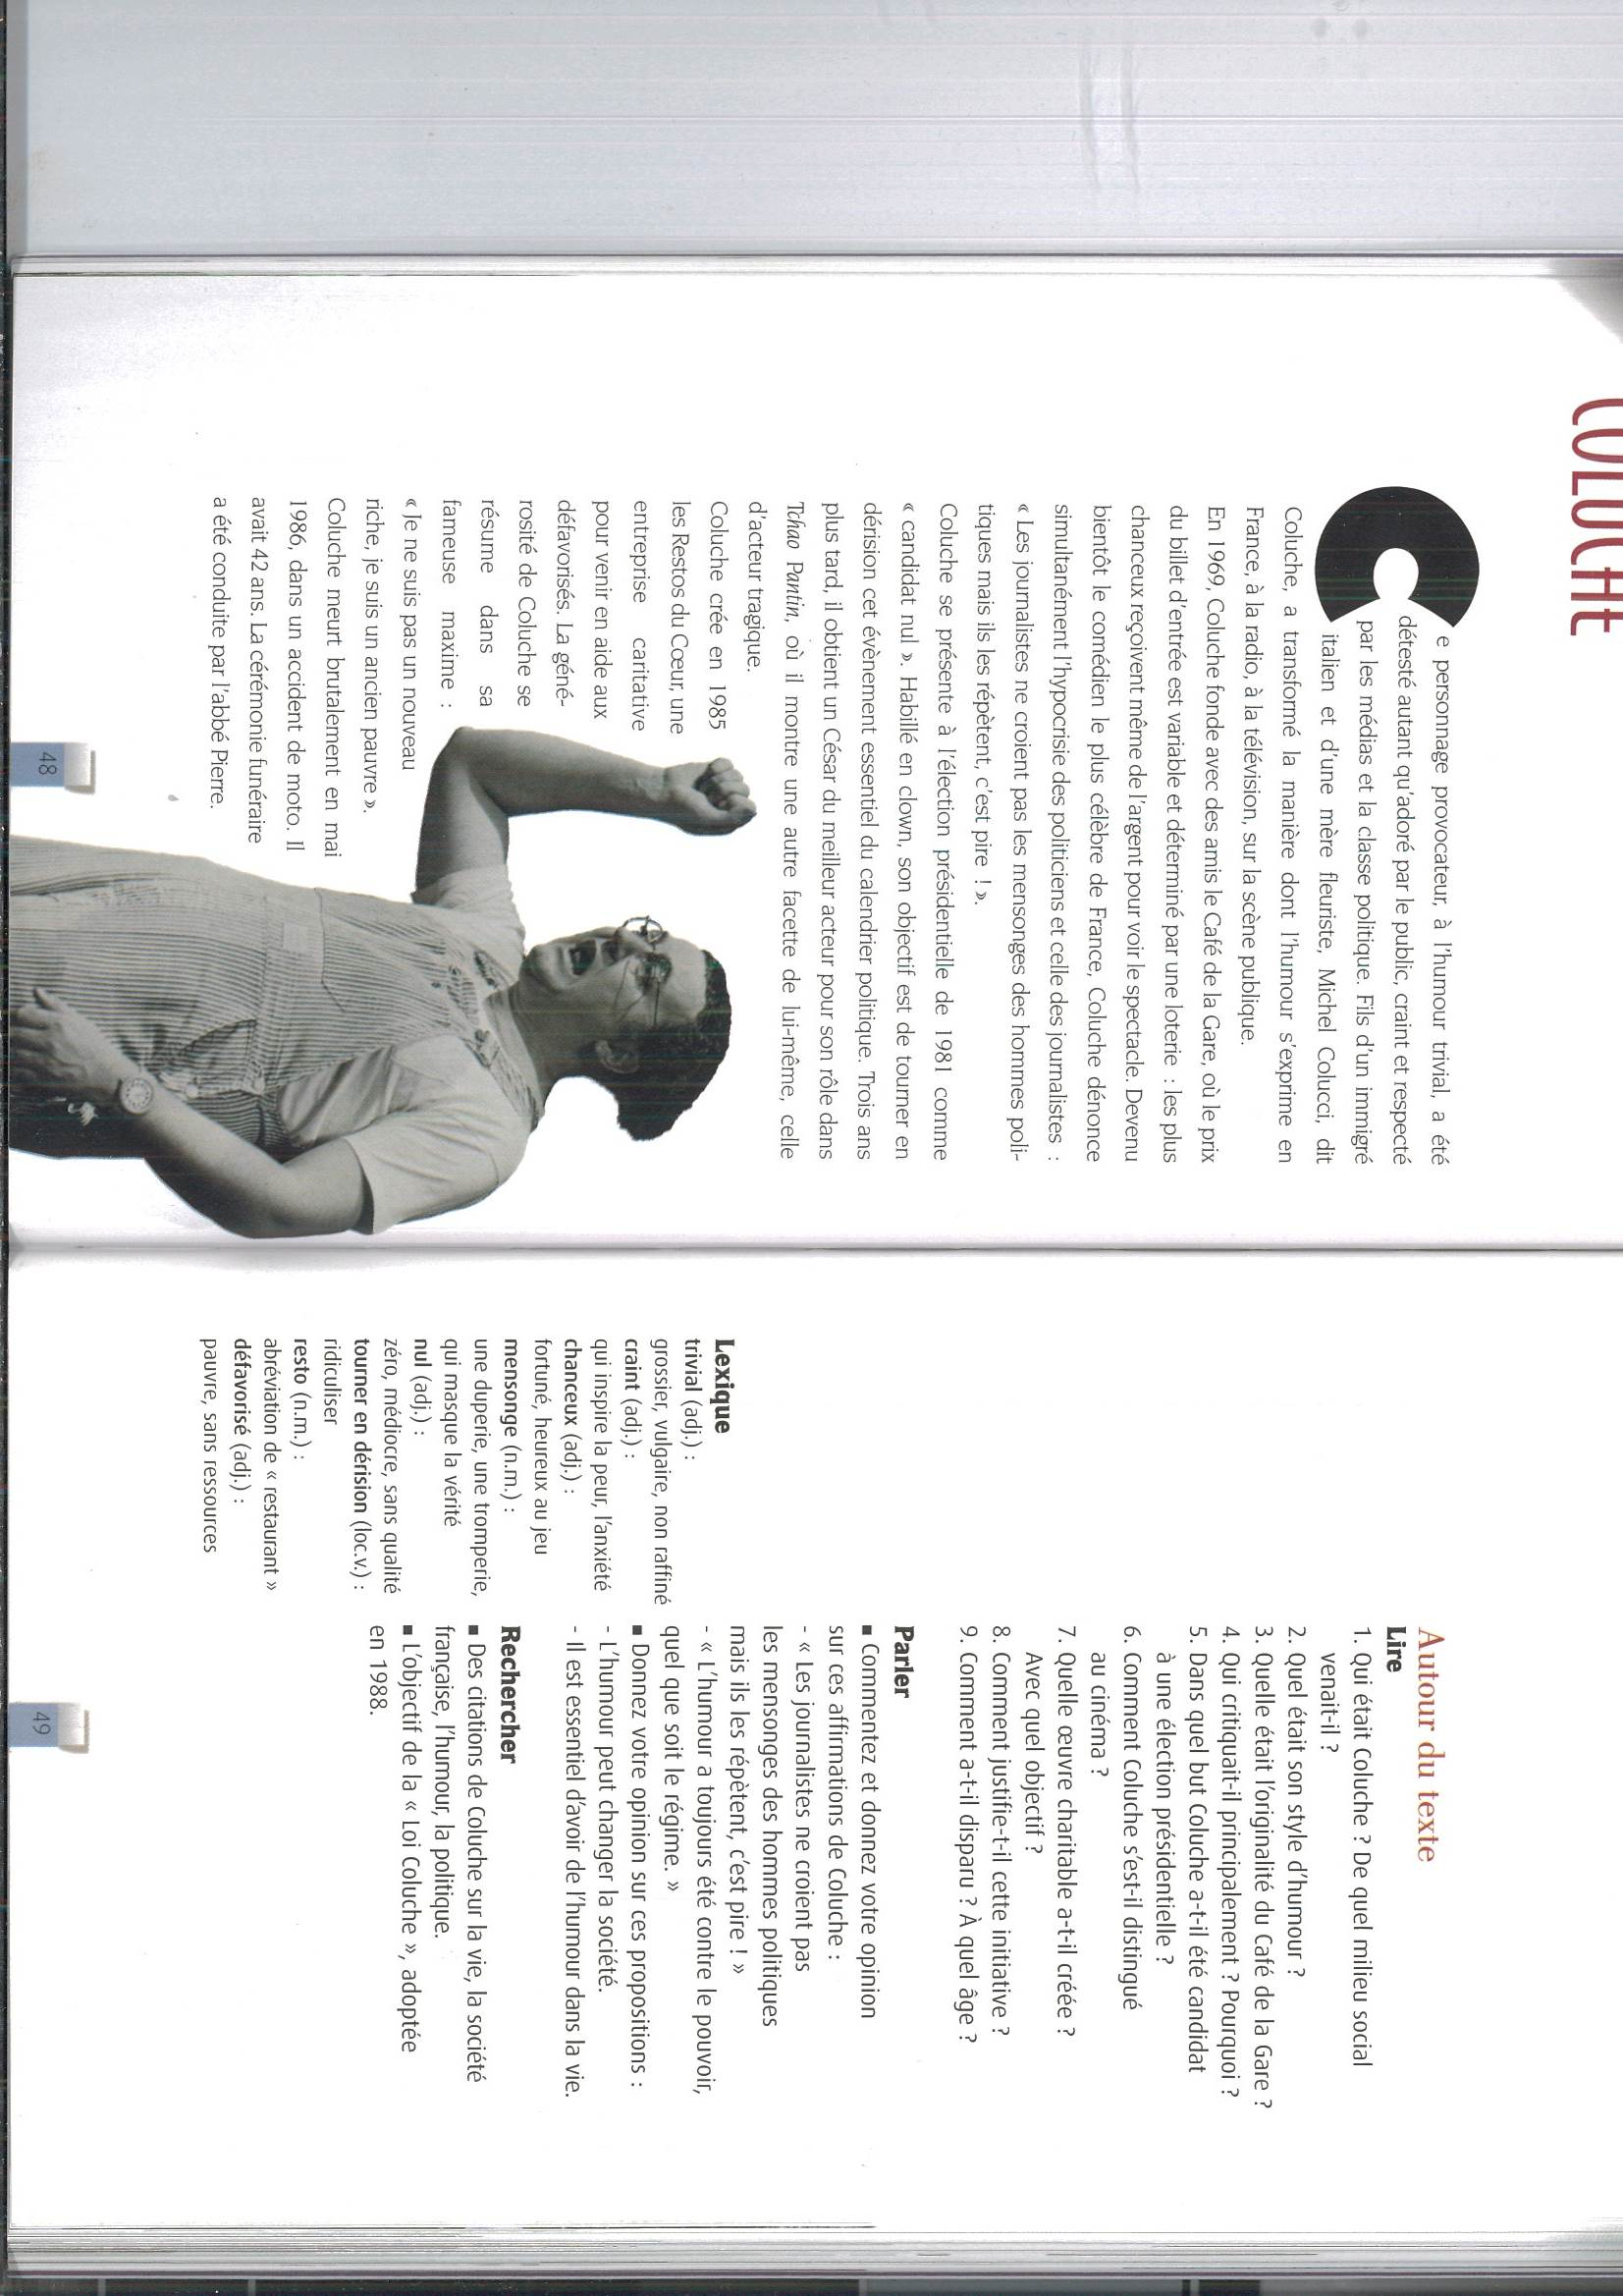 COLUCHE
Ce personnage provocateur, à l'humour trivial, a été
détesté autant qu'adoré par le public, craint et respecté
par les médias et la classe politique. Fils d'un immigré
italien et d'une mère fleuriste, Michel Colucci, dit
Coluche, a transformé la manière dont l'humour s'exprime en
France, à la radio, à la télévision, sur la scène publique.
En 1969, Coluche fonde avec des amis le Café de la Gare, où le prix
du billet d'entrée est variable et déterminé par une loterie : les plus
chanceux reçoivent même de l'argent pour voir le spectacle. Devenu
bientôt le comédien le plus célèbre de France, Coluche dénonce
simultanément l'hypocrisie des politiciens et celle des journalistes :
« Les journalistes ne croient pas les mensonges des hommes poli-
tiques mais ils les répètent, c'est pire ! ».
Coluche se présente à l'élection présidentielle de 1981 comme
« candidat nul ». Habillé en clown, son objectif est de tourner en
dérision cet évènement essentiel du calendrier politique. Trois ans
plus tard, il obtient un César du meilleur acteur pour son rôle dans
Tchao Pantin, où il montre une autre facette de lui-même, celle
d'acteur tragique.
Coluche crée en 1985
les Restos du Cœur, une
entreprise caritative
pour venir en aide aux
défavorisés. La géné-
rosité de Coluche se
résume dans sa
fameuse maxime :
« Je ne suis pas un nouveau
riche, je suis un ancien pauvre ».
Coluche meurt brutalement en mai
1986, dans un accident de moto. Il
avait 42 ans. La cérémonie funéraire
a été conduite par l'abbé Pierre.
48
Lexique
trivial (adj.) :
grossier, vulgaire, non raffiné
craint (adj.) :
qui inspire la peur, l'anxiété
chanceux (adj.) :
fortuné, heureux au jeu
mensonge (n.m.) :
une duperie, une tromperie,
qui masque la vérité
nul (adj.) :
zéro, médiocre, sans qualité
tourner en dérision (loc.v.) :
ridiculiser
resto (n.m.) :
abréviation de « restaurant »
défavorisé (adj.) :
pauvre, sans ressources
Autour du texte
Lire
1. Qui était Coluche ? De quel milieu social
venait-il ?
2. Quel était son style d'humour ?
3. Quelle était l'originalité du Café de la Gare ?
4. Qui critiquait-il principalement ? Pourquoi ?
5. Dans quel but Coluche a-t-il été candidat
à une élection présidentielle ?
6. Comment Coluche s'est-il distingué
au cinéma ?
7. Quelle œuvre charitable a-t-il créée ?
Avec quel objectif ?
8. Comment justifie-t-il cette initiative ?
9. Comment a-t-il disparu ? À quel âge ?
Parler
■ Commentez et donnez votre opinion
sur ces affirmations de Coluche :
- « Les journalistes ne croient pas
les mensonges des hommes politiques
mais ils les répètent, c'est pire ! »
- « L'humour a toujours été contre le pouvoir,
quel que soit le régime. »
■ Donnez votre opinion sur ces propositions :
- L'humour peut changer la société.
- Il est essentiel d'avoir de l'humour dans la vie.
Rechercher
■ Des citations de Coluche sur la vie, la société
française, l'humour, la politique.
■ L'objectif de la « Loi Coluche », adoptée
en 1988.
49